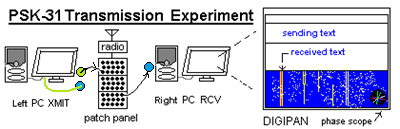 PSK-31 Transmission Experiment
radio
sending text
received text
Left PC XMIT
patch panel
Right PC RCV
DIGIPAN
phase scope